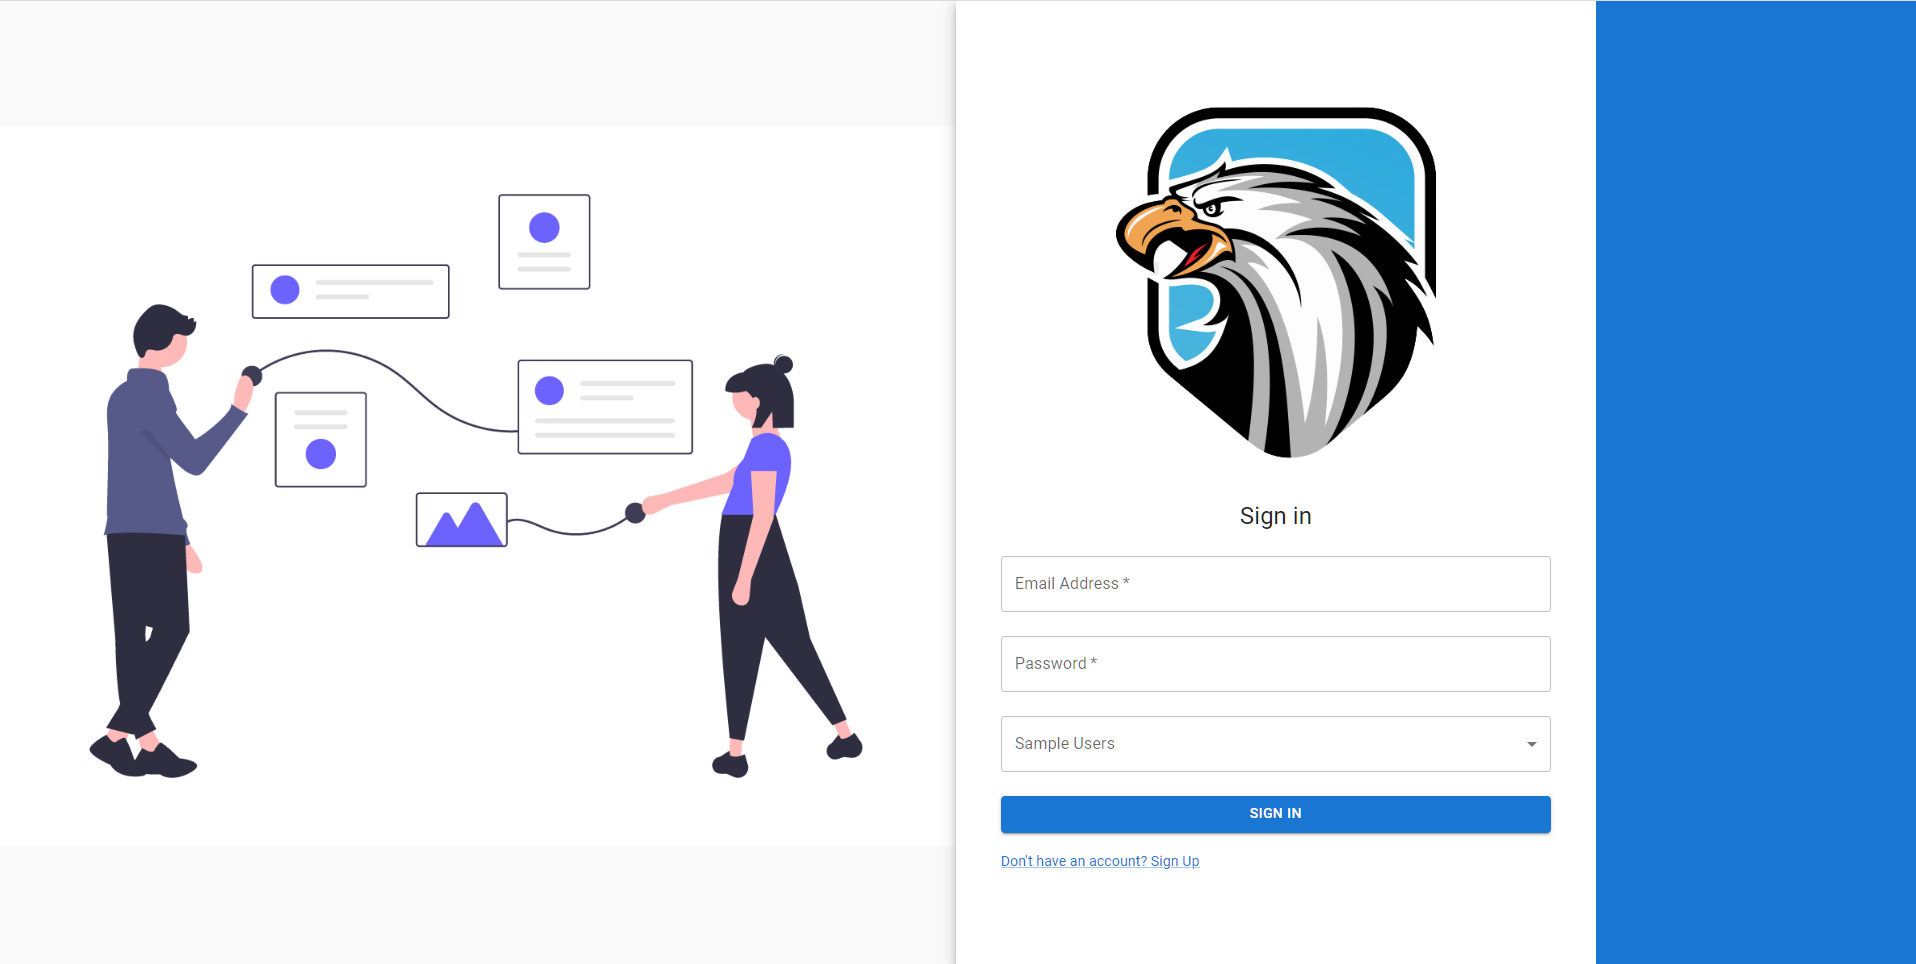 Sign in
Email Address *
Password *
Sample Users
SIGN IN
Don't have an account? Sign Up